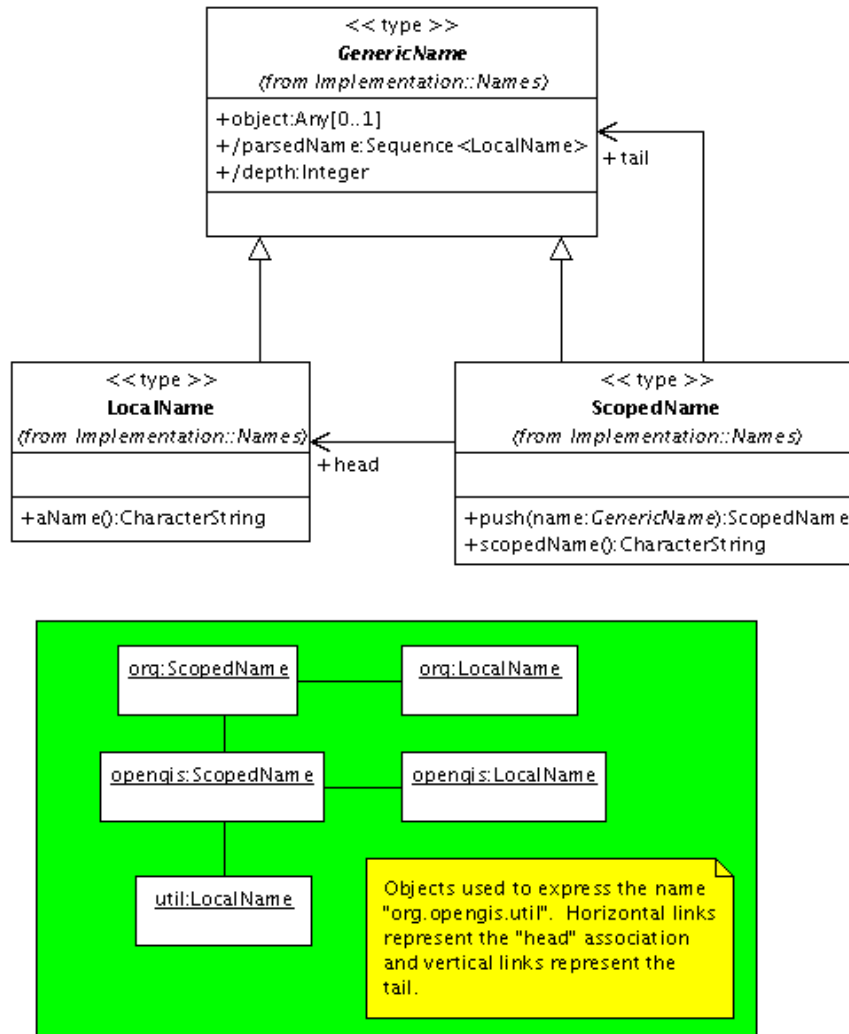 << type >>
GenericName
(from Implementation::Names)
+object:Any[0..1]
+/parsedName:Sequence<LocalName>
+/depth:Integer
+ tail
<< type >>
LocalName
(from Implementation::Names)
+aName():CharacterString
+ head
<< type >>
ScopedName
(from Implementation::Names)
+push(name:GenericName):ScopedName
+scopedName():CharacterString
org:ScopedName
org:LocalName
opengis:ScopedName
opengis:LocalName
util:LocalName
Objects used to express the name
"org.opengis.util". Horizontal links
represent the "head" association
and vertical links represent the
tail.